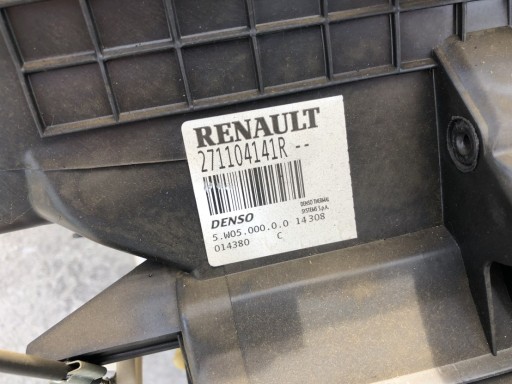 RENAULT
271104141R --
DENSO
DENSO THERMAL
SYSTEMS S.p.A.
5.W05.000.0.0 14308
014380 C